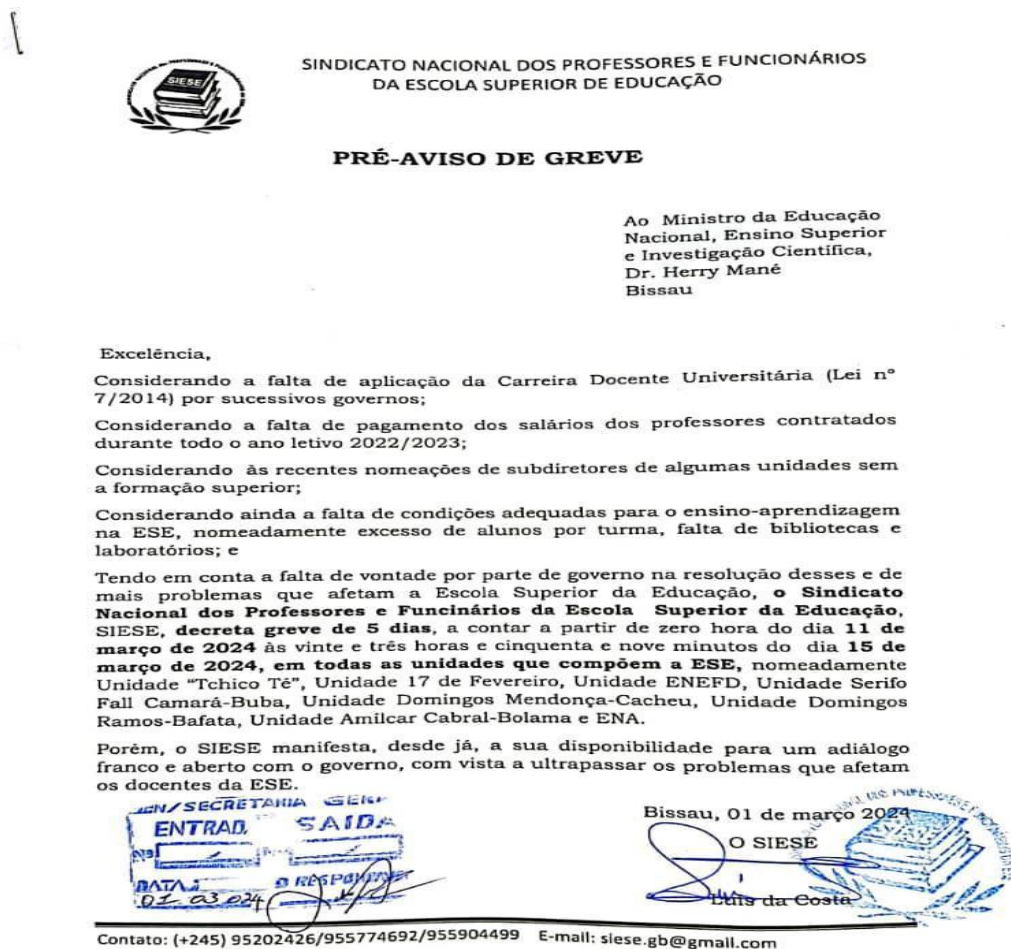 SIESE
SINDICATO NACIONAL DOS PROFESSORES E FUNCIONÁRIOS
DA ESCOLA SUPERIOR DE EDUCAÇÃO
PRÉ-AVISO DE GREVE
Ao Ministro da Educação
Nacional, Ensino Superior
e Investigação Científica,
Dr. Herry Mané
Bissau
Excelência,
Considerando a falta de aplicação da Carreira Docente Universitária (Lei nº
7/2014) por sucessivos governos;
Considerando a falta de pagamento dos salários dos professores contratados
durante todo o ano letivo 2022/2023;
Considerando às recentes nomeações de subdiretores de algumas unidades sem
a formação superior;
Considerando ainda a falta de condições adequadas para o ensino-aprendizagem
na ESE, nomeadamente excesso de alunos por turma, falta de bibliotecas e
laboratórios; e
Tendo em conta a falta de vontade por parte de governo na resolução desses e de
mais problemas que afetam a Escola Superior da Educação, o Sindicato
Nacional dos Professores e Funcinários da Escola Superior da Educação,
SIESE, decreta greve de 5 dias, a contar a partir de zero hora do dia 11 de
março de 2024 às vinte e três horas e cinquenta e nove minutos do dia 15 de
março de 2024, em todas as unidades que compõem a ESE, nomeadamente
Unidade "Tchico Té", Unidade 17 de Fevereiro, Unidade ENEFD, Unidade Serifo
Fall Camará-Buba, Unidade Domingos Mendonça-Cacheu, Unidade Domingos
Ramos-Bafata, Unidade Amilcar Cabral-Bolama e ENA.
Porém, o SIESE manifesta, desde já, a sua disponibilidade para um adiálogo
franco e aberto com o governo, com vista a ultrapassar os problemas que afetam
os docentes da ESE.
SECRETARIA
ENTRAD. SAIDA
Nº
DATA O RESPONSAVEL
01 03 024
Bissau, 01 de março 2024
O SIESE
Luis da Costa
Contato: (+245) 95202426/955774692/955904499 E-mail: siese.gb@gmail.com